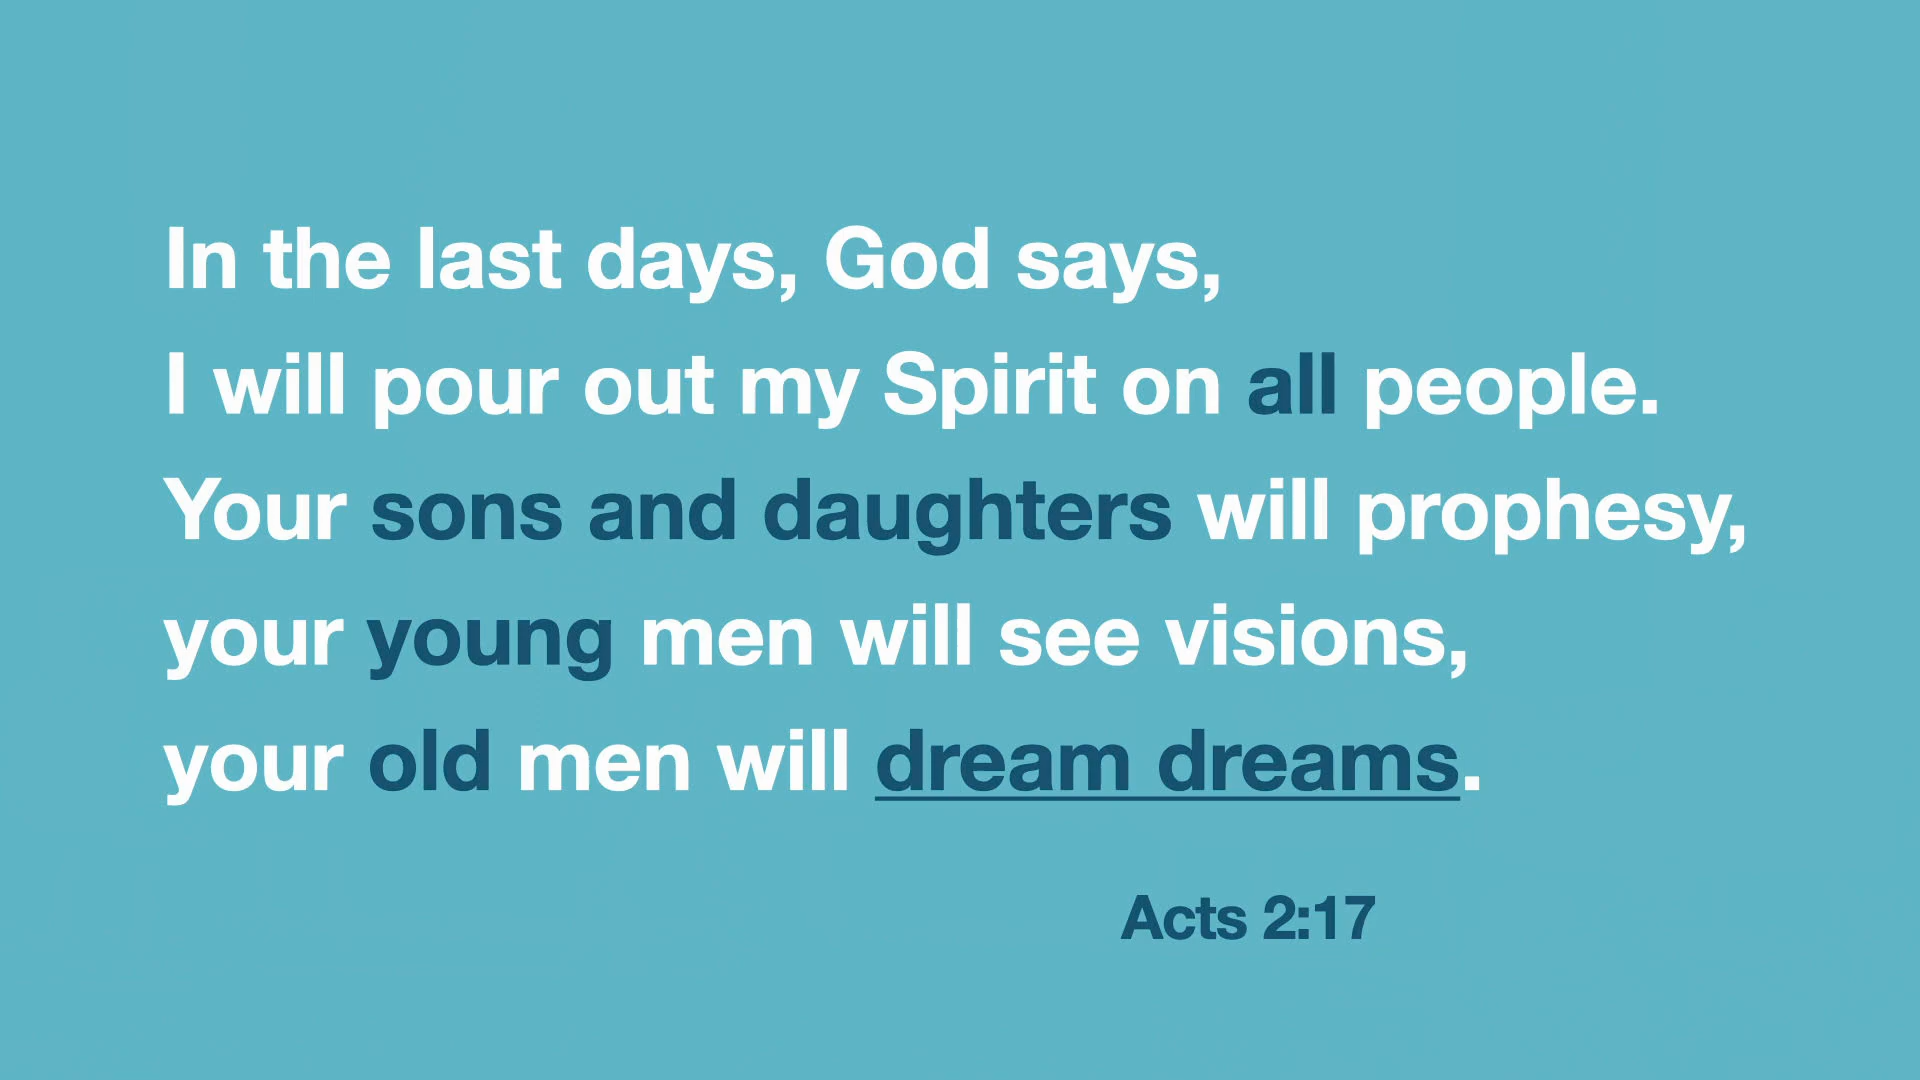 In the last days, God says,
I will pour out my Spirit on all people.
Your sons and daughters will prophesy,
your young men will see visions,
your old men will dream dreams.
Acts 2:17